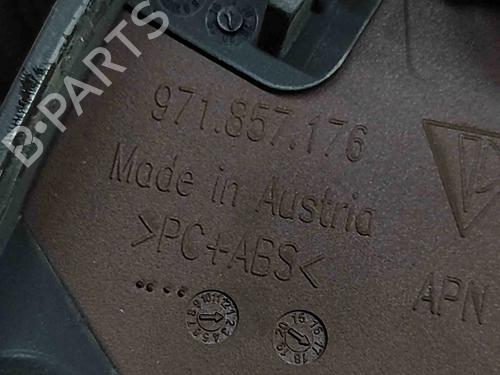 B-PARTS
971.857.176
Made in Austria
>PC+ABS<
APN